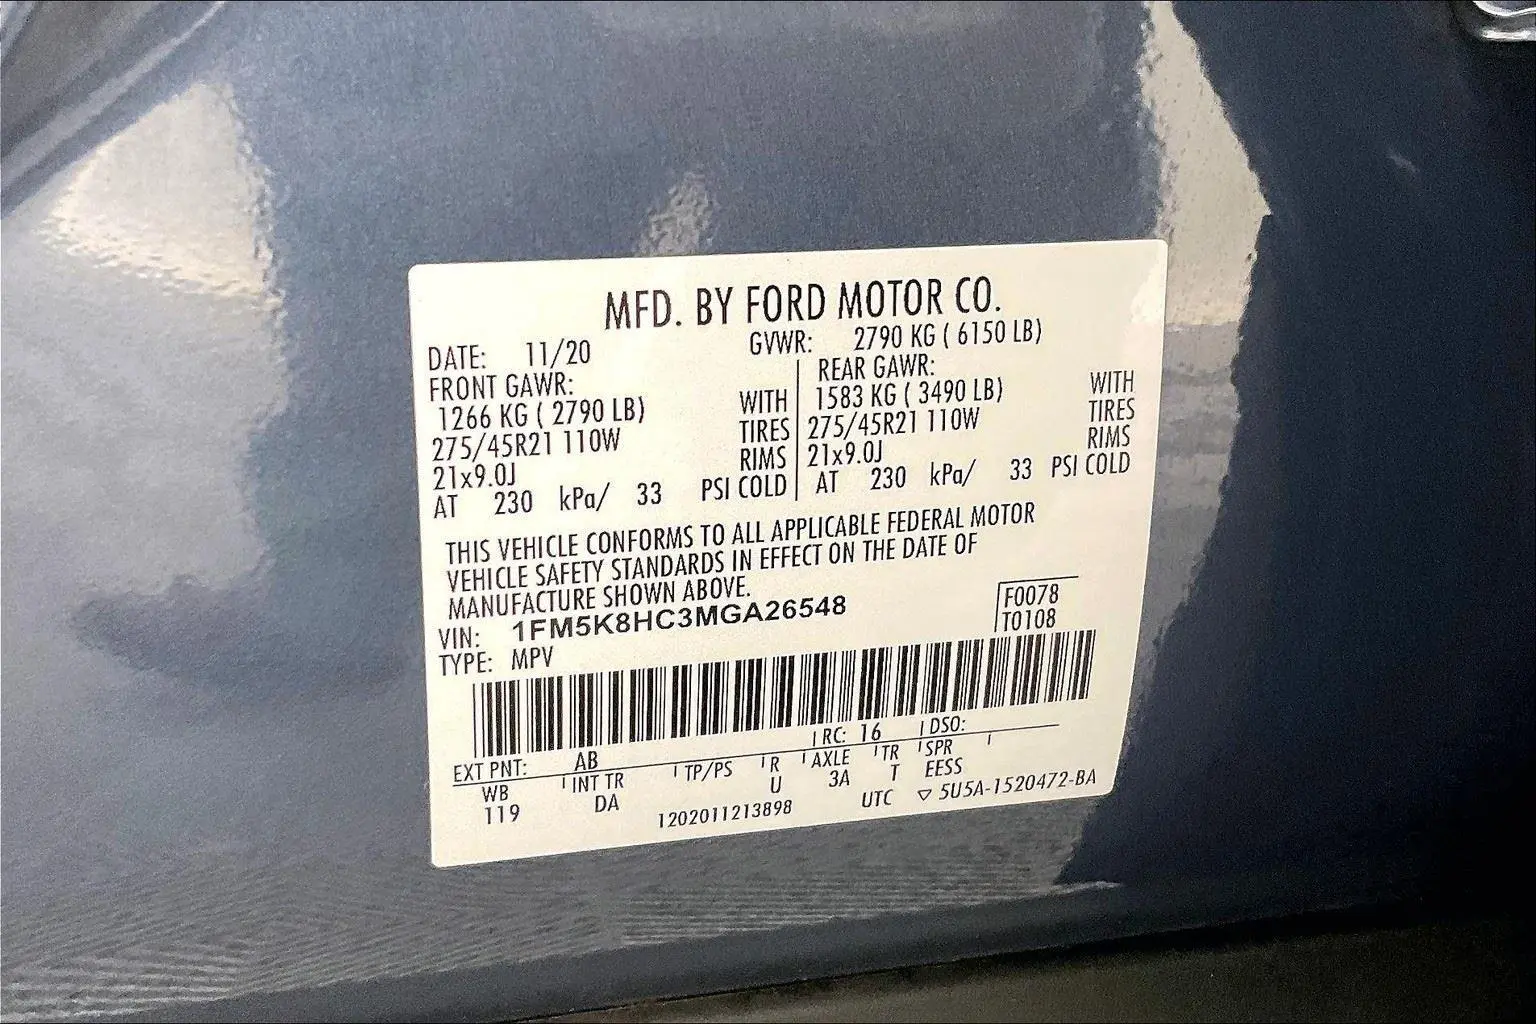 MFD. BY FORD MOTOR CO.
DATE: 11/20 GVWR: 2790 KG ( 6150 LB)
FRONT GAWR: REAR GAWR:
1266 KG ( 2790 LB) WITH 1583 KG ( 3490 LB) WITH
275/45R21 110W TIRES 275/45R21 110W TIRES
21x9.0J RIMS 21x9.0J RIMS
AT 230 kPa/ 33 PSI COLD AT 230 kPa/ 33 PSI COLD
THIS VEHICLE CONFORMS TO ALL APPLICABLE FEDERAL MOTOR
VEHICLE SAFETY STANDARDS IN EFFECT ON THE DATE OF
MANUFACTURE SHOWN ABOVE.
VIN: 1FM5K8HC3MGA26548 F0078
TYPE: MPV T0108
EXT PNT: AB RC: 16 DSO:
WB INT TR TP/PS R AXLE TR SPR
119 DA U 3A T EESS
1202011213898 UTC ▽ 5U5A-1520472-BA